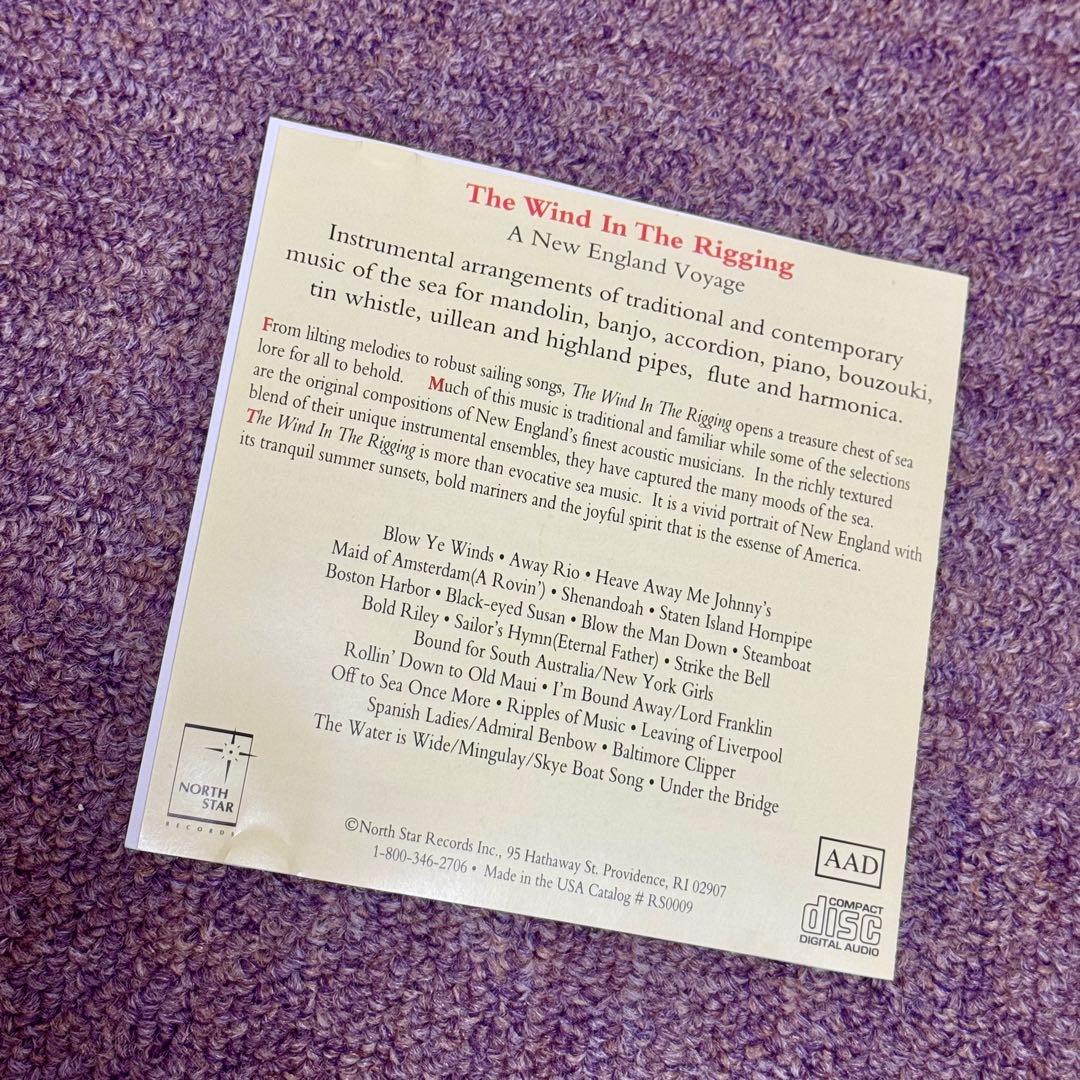 The Wind In The Rigging
A New England Voyage
Instrumental arrangements of traditional and contemporary
music of the sea for mandolin, banjo, accordion, piano, bouzouki,
tin whistle, uillean and highland pipes, flute and harmonica.
From lilting melodies to robust sailing songs, The Wind In The Rigging opens a treasure chest of sea
lore for all to behold. Much of this music is traditional and familiar while some of the selections
are the original compositions of New England's finest acoustic musicians. In the richly textured
blend of their unique instrumental ensembles, they have captured the many moods of the sea.
The Wind In The Rigging is more than evocative sea music. It is a vivid portrait of New England with
its tranquil summer sunsets, bold mariners and the joyful spirit that is the essense of America.
Blow Ye Winds • Away Rio • Heave Away Me Johnny's
Maid of Amsterdam(A Rovin') • Shenandoah • Staten Island Hornpipe
Boston Harbor • Black-eyed Susan • Blow the Man Down • Steamboat
Bold Riley • Sailor's Hymn(Eternal Father) • Strike the Bell
Bound for South Australia/New York Girls
Rollin' Down to Old Maui • I'm Bound Away/Lord Franklin
Off to Sea Once More • Ripples of Music • Leaving of Liverpool
Spanish Ladies/Admiral Benbow • Baltimore Clipper
The Water is Wide/Mingulay/Skye Boat Song • Under the Bridge
NORTH
STAR
RECORDS
©North Star Records Inc., 95 Hathaway St. Providence, RI 02907
1-800-346-2706 • Made in the USA Catalog # RS0009
AAD
COMPACT
disc
DIGITAL AUDIO